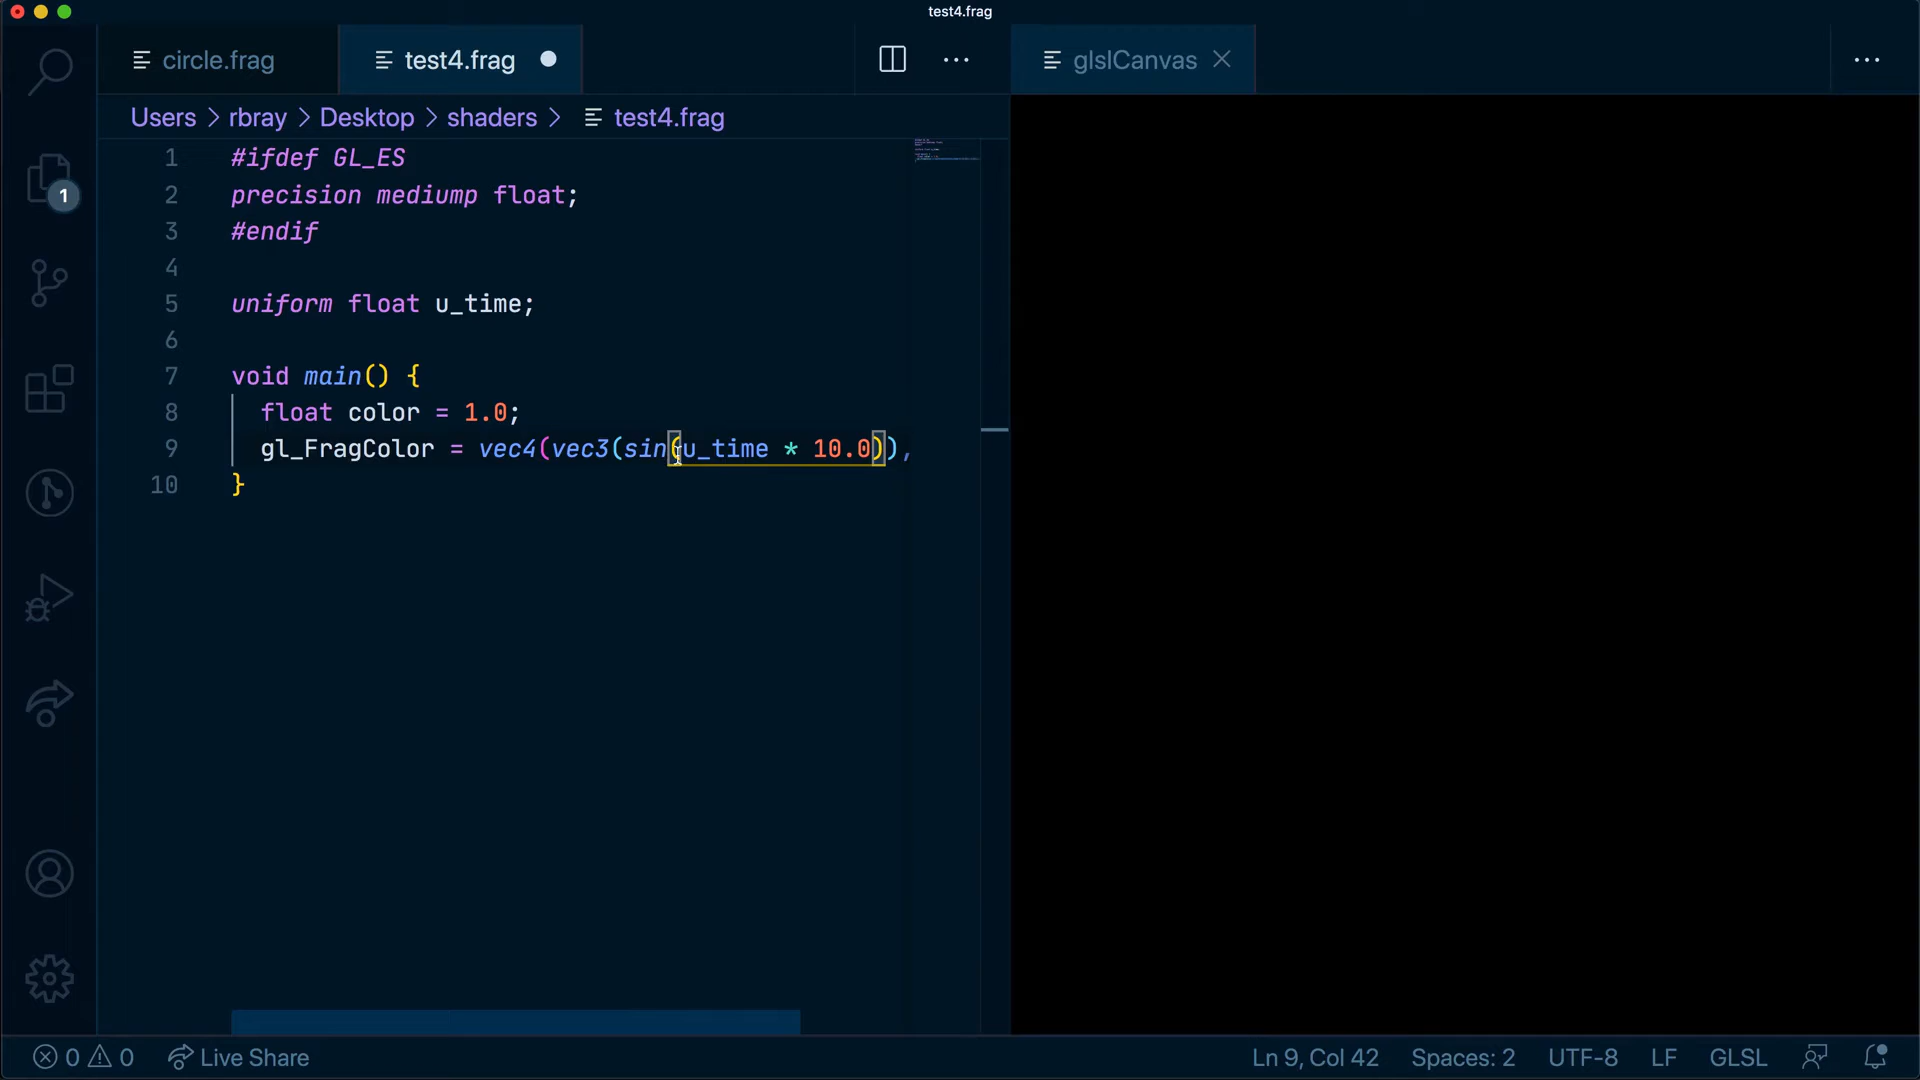 test4.frag
circle.frag
test4.frag
glslCanvas
Users > rbray > Desktop > shaders > test4.frag
1 #ifdef GL_ES
2 precision mediump float;
3 #endif
4
5 uniform float u_time;
6
7 void main() {
8 float color = 1.0;
9 gl_FragColor = vec4(vec3(sin(u_time * 10.0)),
10 }
1
0 0 Live Share
Ln 9, Col 42 Spaces: 2 UTF-8 LF GLSL